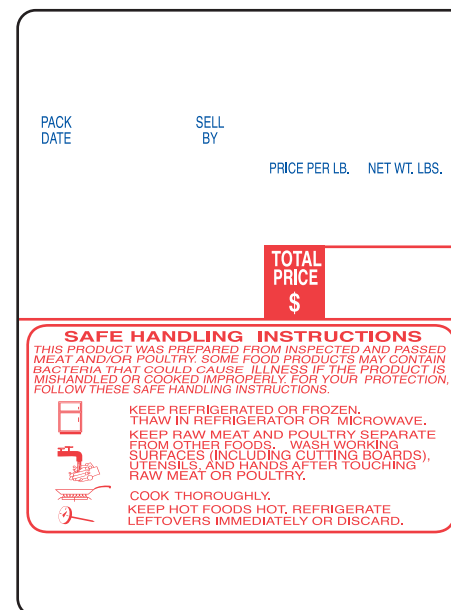 PACK SELL
DATE BY
PRICE PER LB. NET WT. LBS.
TOTAL
PRICE
$
SAFE HANDLING INSTRUCTIONS
THIS PRODUCT WAS PREPARED FROM INSPECTED AND PASSED
MEAT AND/OR POULTRY. SOME FOOD PRODUCTS MAY CONTAIN
BACTERIA THAT COULD CAUSE ILLNESS IF THE PRODUCT IS
MISHANDLED OR COOKED IMPROPERLY. FOR YOUR PROTECTION,
FOLLOW THESE SAFE HANDLING INSTRUCTIONS.
KEEP REFRIGERATED OR FROZEN.
THAW IN REFRIGERATOR OR MICROWAVE.
KEEP RAW MEAT AND POULTRY SEPARATE
FROM OTHER FOODS. WASH WORKING
SURFACES (INCLUDING CUTTING BOARDS),
UTENSILS, AND HANDS AFTER TOUCHING
RAW MEAT OR POULTRY.
COOK THOROUGHLY.
KEEP HOT FOODS HOT. REFRIGERATE
LEFTOVERS IMMEDIATELY OR DISCARD.